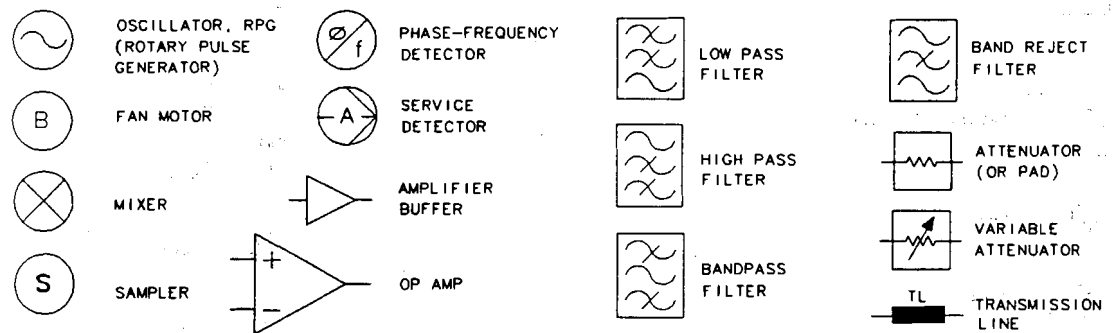 OSCILLATOR, RPG
(ROTARY PULSE
GENERATOR)
B
FAN MOTOR
MIXER
S
SAMPLER
Ø
f
PHASE-FREQUENCY
DETECTOR
A
SERVICE
DETECTOR
AMPLIFIER
BUFFER
+
−
OP AMP
LOW PASS
FILTER
HIGH PASS
FILTER
BANDPASS
FILTER
BAND REJECT
FILTER
ATTENUATOR
(OR PAD)
VARIABLE
ATTENUATOR
TL
TRANSMISSION
LINE